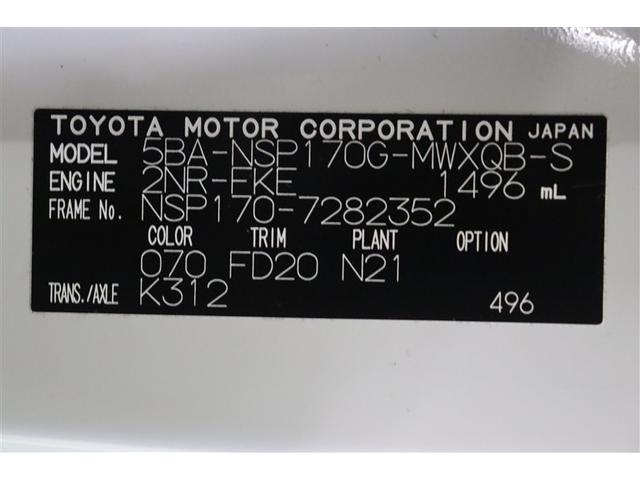 TOYOTA MOTOR CORPORATION JAPAN
MODEL 5BA-NSP170G-MWXQB-S
ENGINE 2NR-FKE 1496 mL
FRAME No. NSP170-7282352
COLOR TRIM PLANT OPTION
070 FD20 N21
TRANS./AXLE K312
496